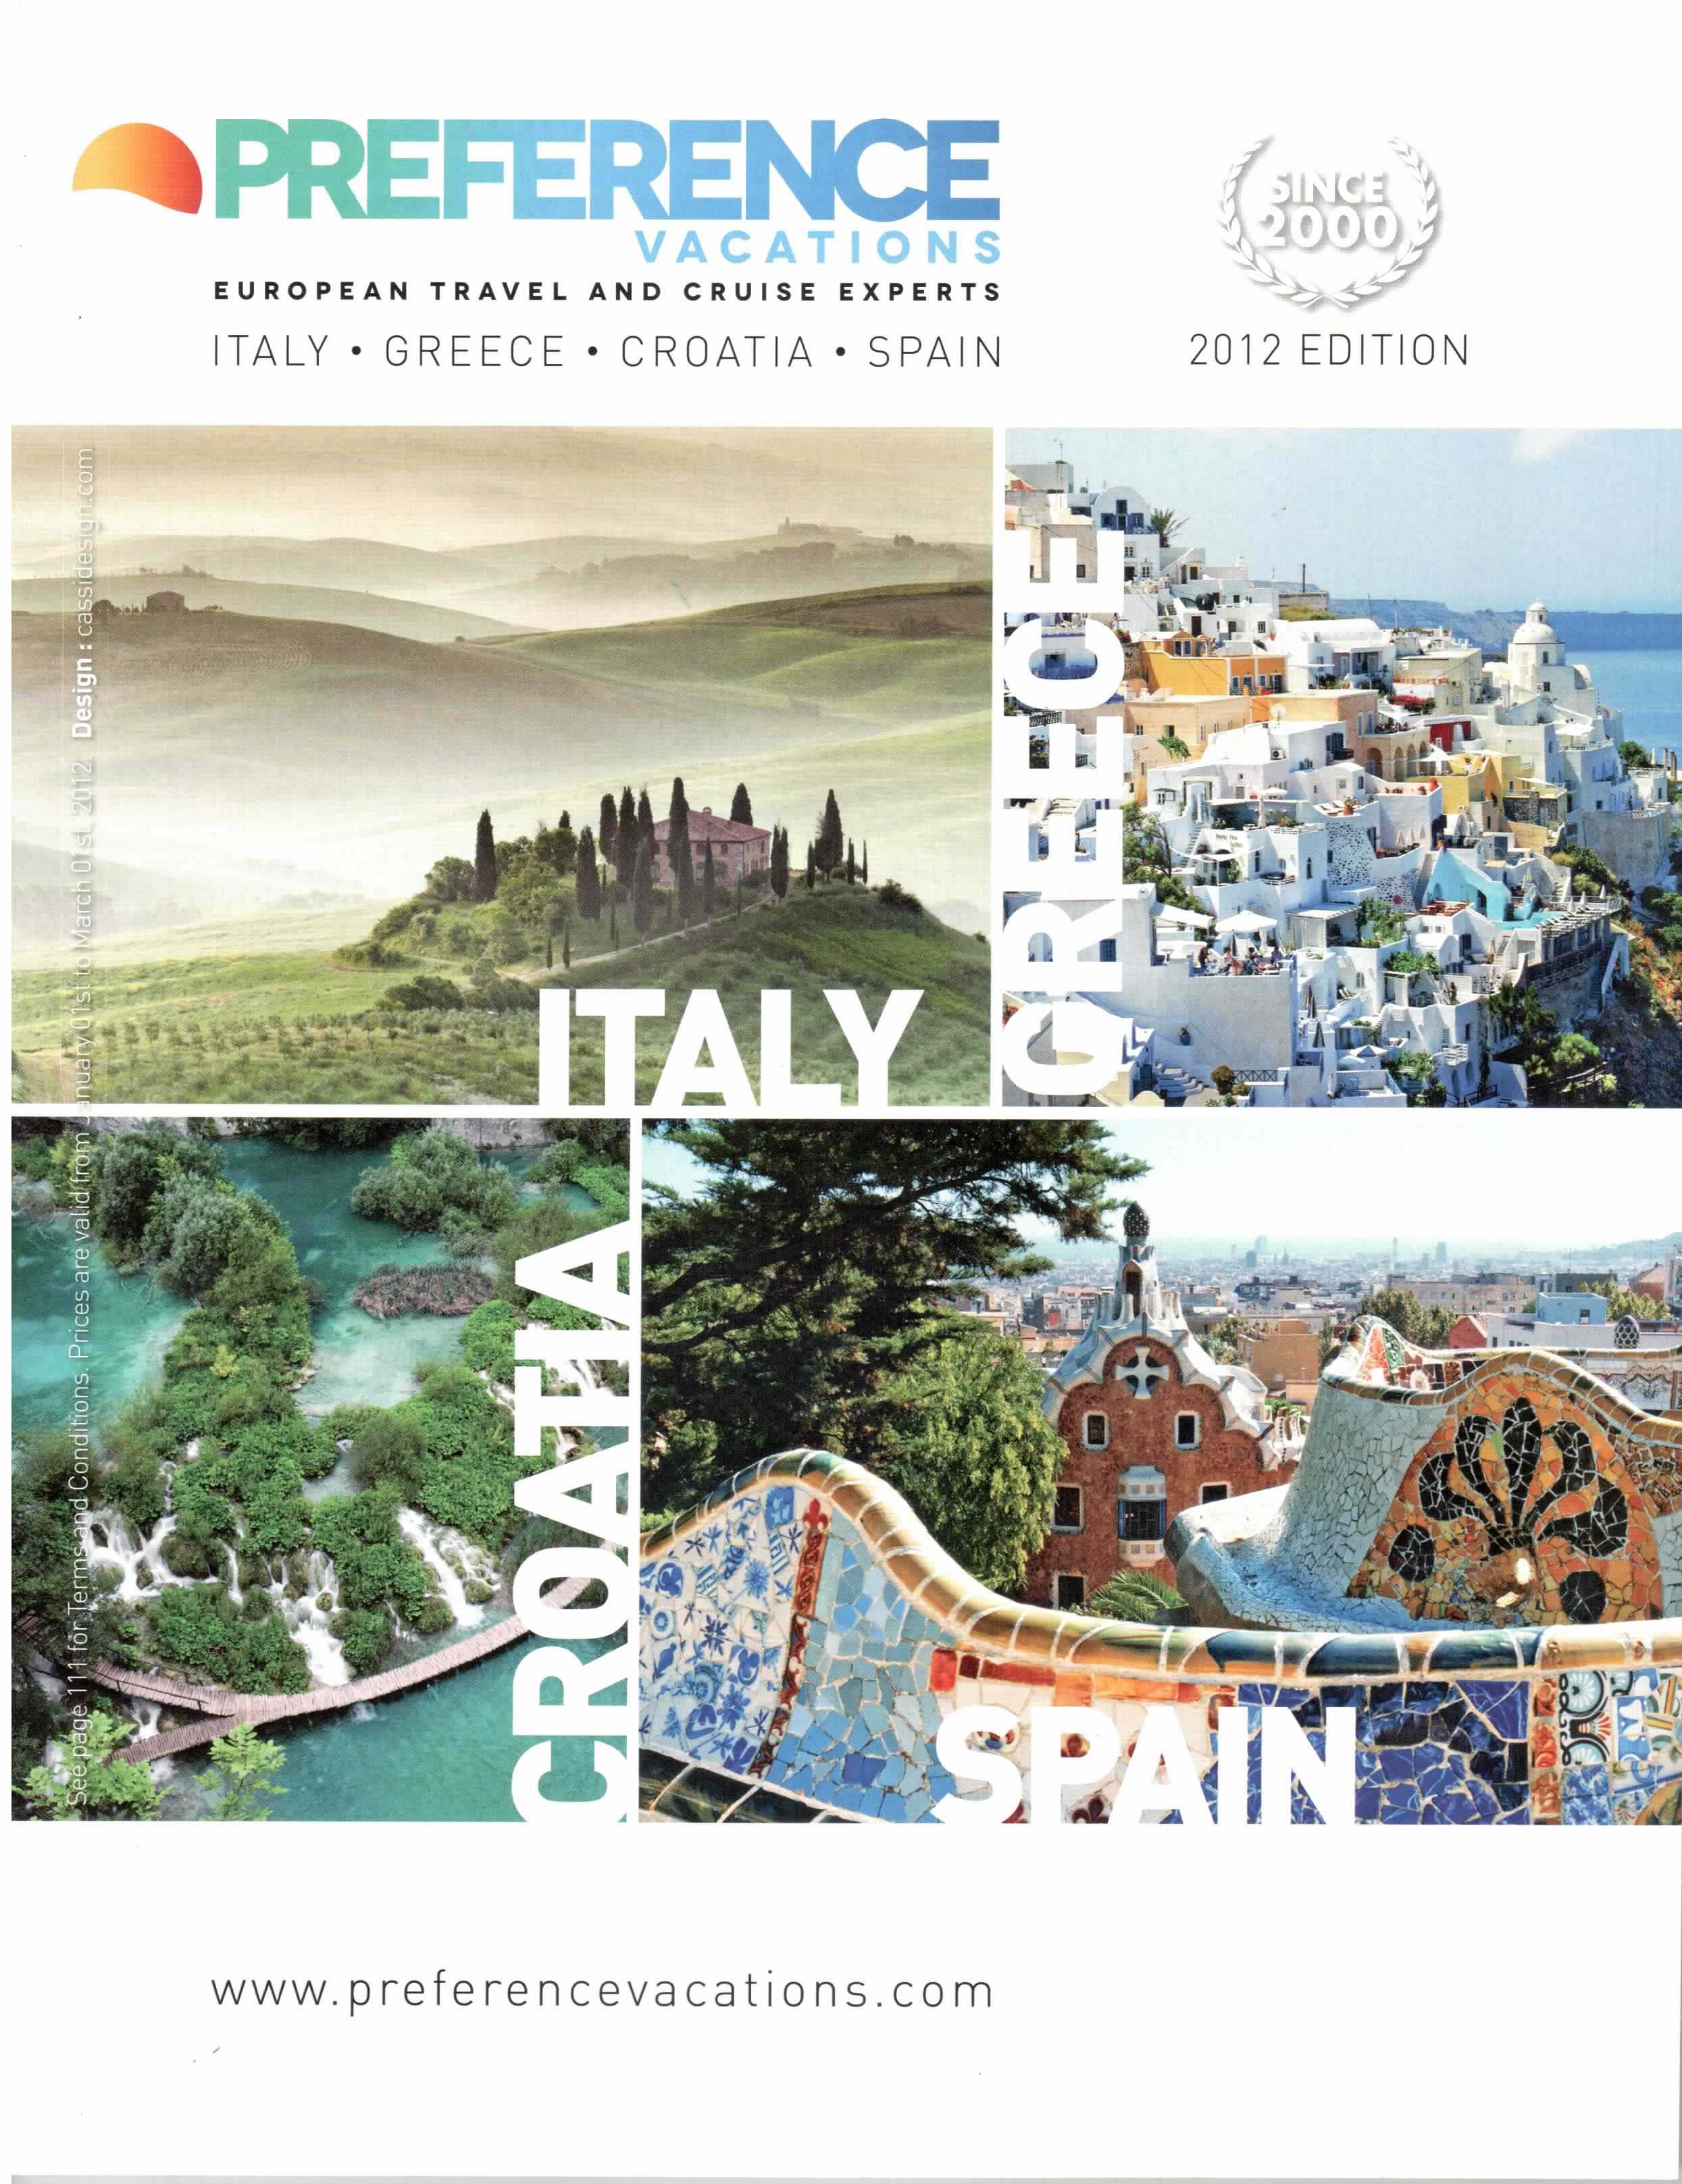 PREFERENCE
VACATIONS
EUROPEAN TRAVEL AND CRUISE EXPERTS
ITALY • GREECE • CROATIA • SPAIN
SINCE
2000
2012 EDITION
See page 111 for Terms and Conditions. Prices are valid from January 01st to March 01st, 2012 Design : cassidesign.com
ITALY
GREECE
CROATIA
SPAIN
www.preferencevacations.com